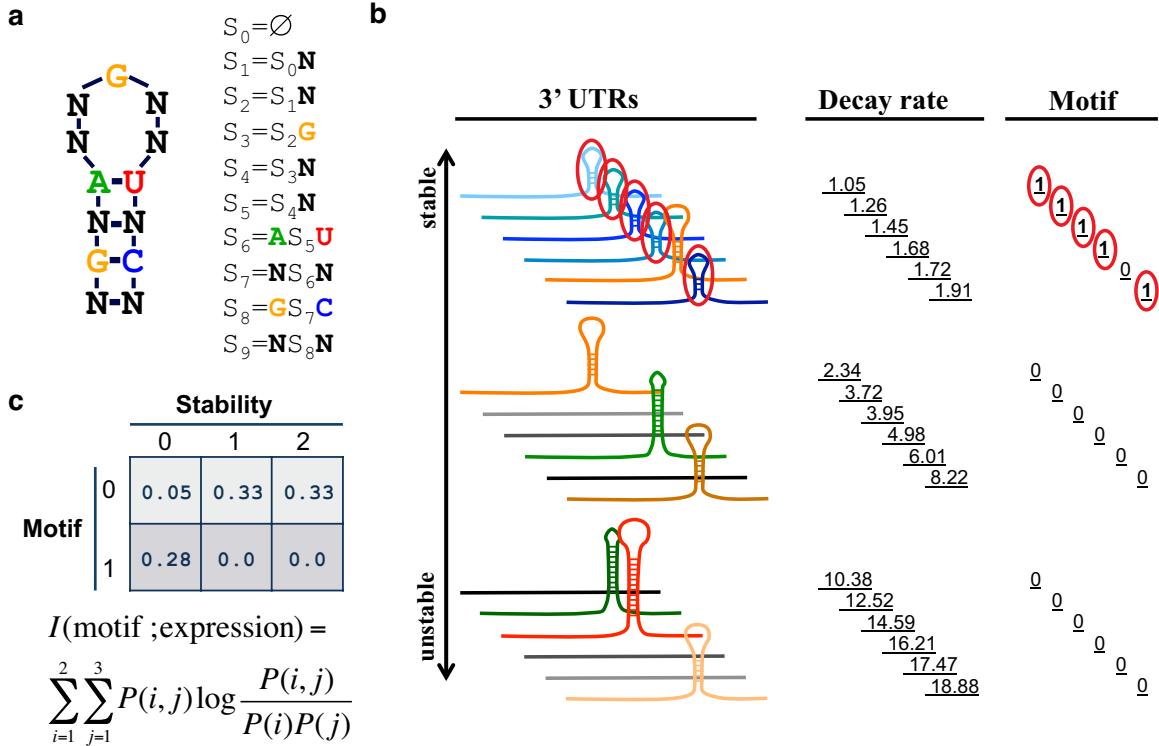 a
S₀=∅
S₁=S₀N
S₂=S₁N
S₃=S₂G
S₄=S₃N
S₅=S₄N
S₆=AS₅U
S₇=NS₆N
S₈=GS₇C
S₉=NS₈N
G
N N
N N
A U
N N
G C
N N
b
3' UTRs
Decay rate
Motif
stable
unstable
1.05 1
1.26 1
1.45 1
1.68 1
1.72 0
1.91 1
2.34 0
3.72 0
3.95 0
4.98 0
6.01 0
8.22 0
10.38 0
12.52 0
14.59 0
16.21 0
17.47 0
18.88 0
c
Stability
0 1 2
Motif
0 0.05 0.33 0.33
1 0.28 0.0 0.0
I(motif ;expression) =
∑²ᵢ₌₁ ∑³ⱼ₌₁ P(i, j) log P(i, j) / P(i)P(j)